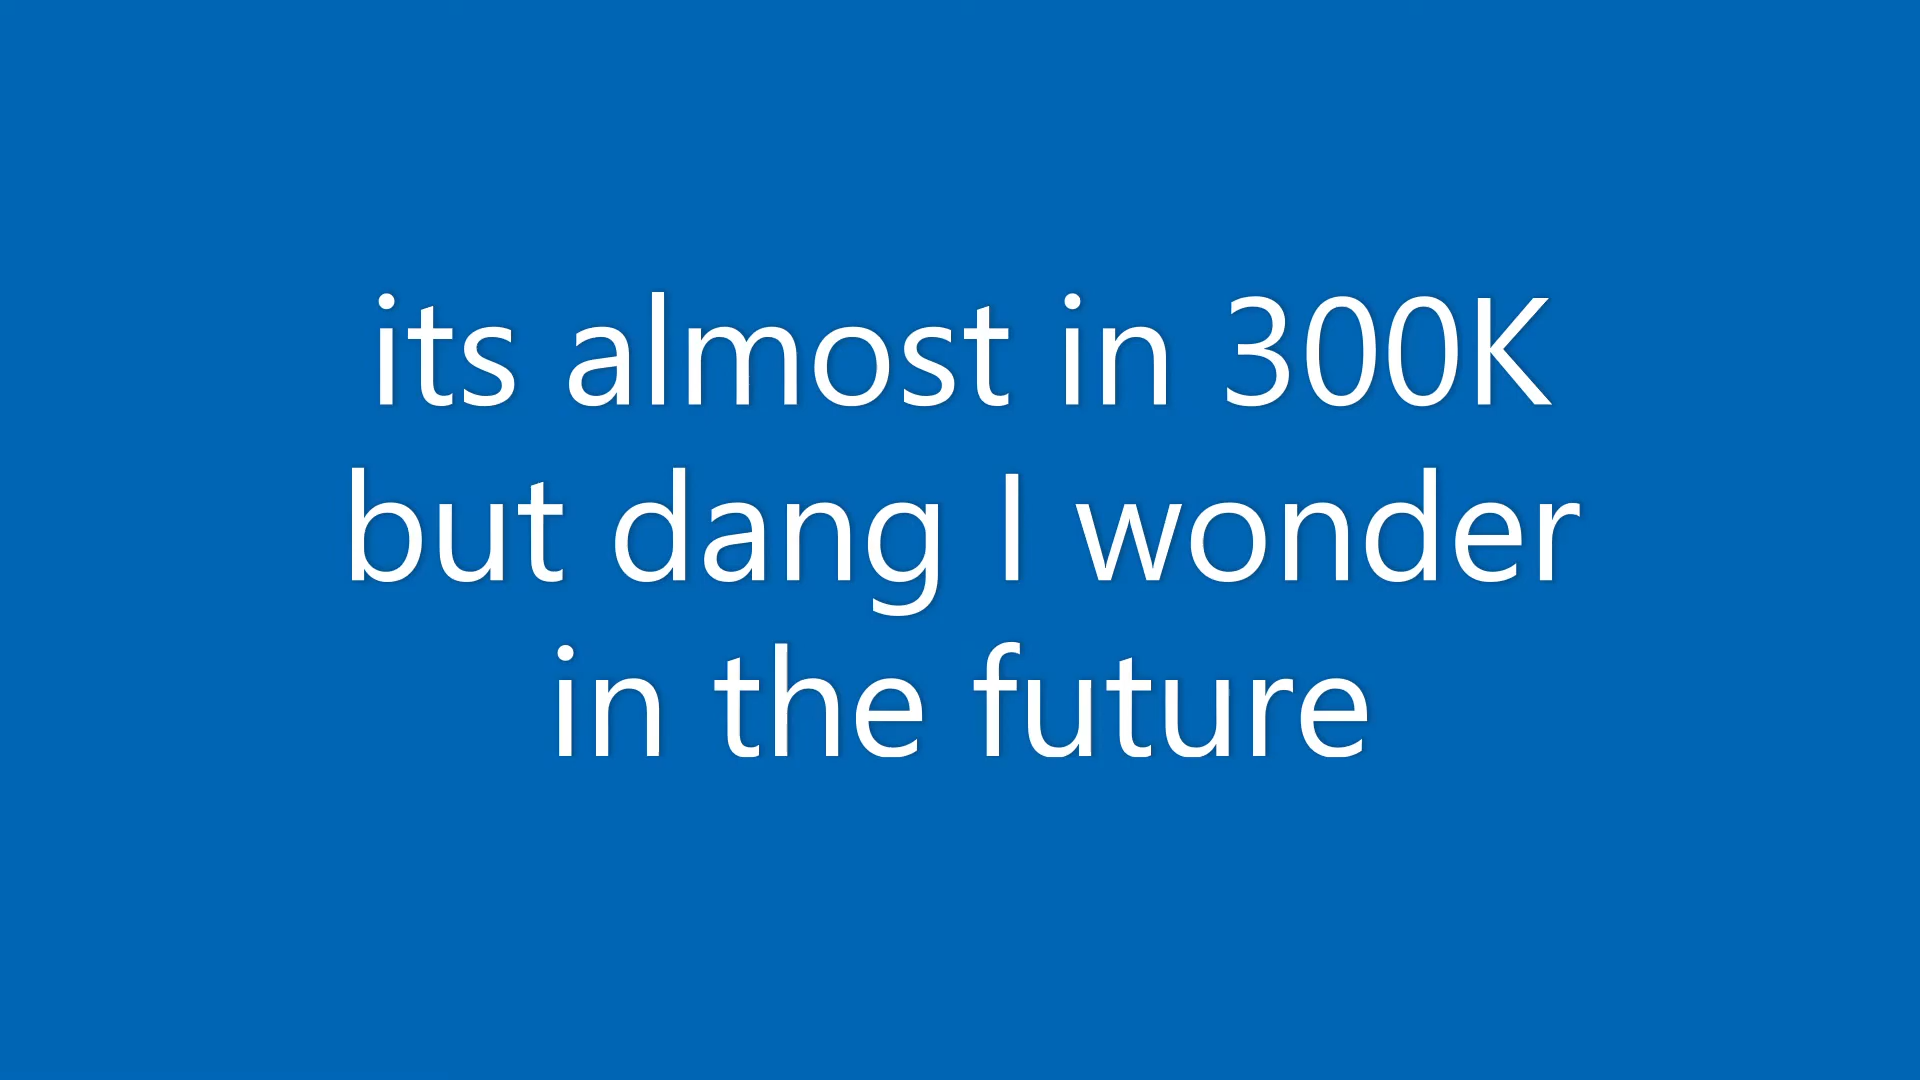 its almost in 300K
but dang I wonder
in the future